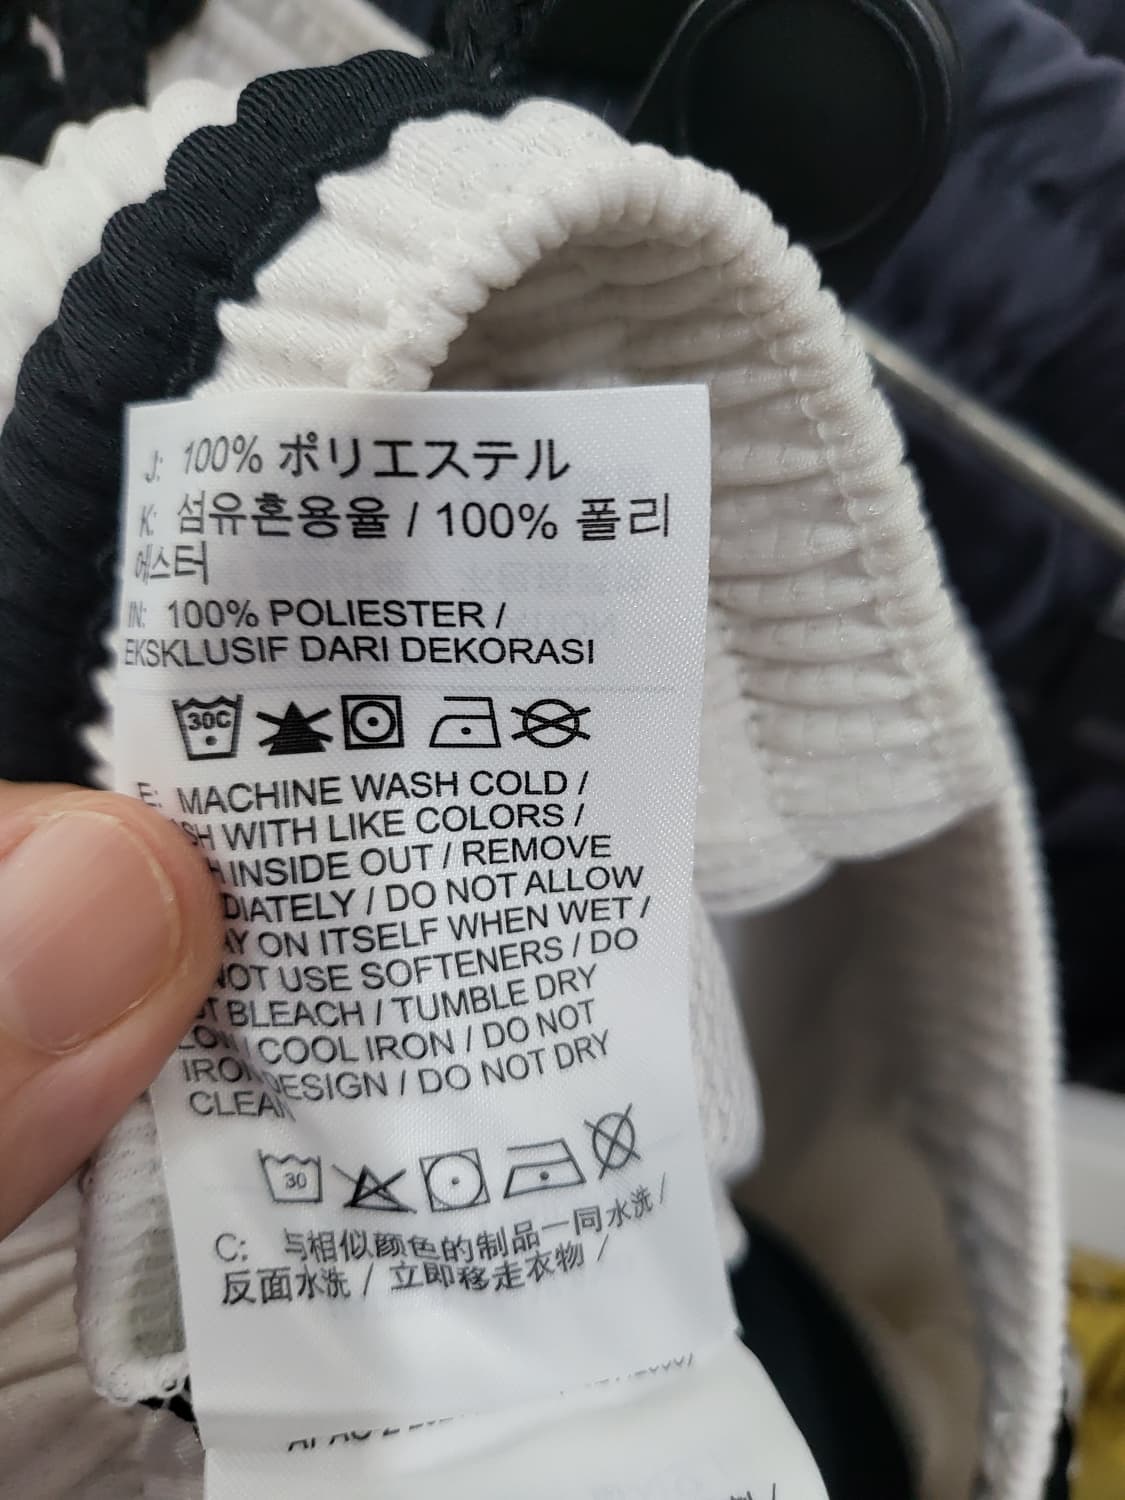 J: 100% ポリエステル
K: 섬유혼용율 / 100% 폴리
에스터
IN: 100% POLIESTER /
EKSKLUSIF DARI DEKORASI
30C
E: MACHINE WASH COLD /
SH WITH LIKE COLORS /
H INSIDE OUT / REMOVE
DIATELY / DO NOT ALLOW
AY ON ITSELF WHEN WET /
NOT USE SOFTENERS / DO
T BLEACH / TUMBLE DRY
LOW / COOL IRON / DO NOT
IRON DESIGN / DO NOT DRY
CLEAN
30
C: 与相似颜色的制品一同水洗 /
反面水洗 / 立即移走衣物 /